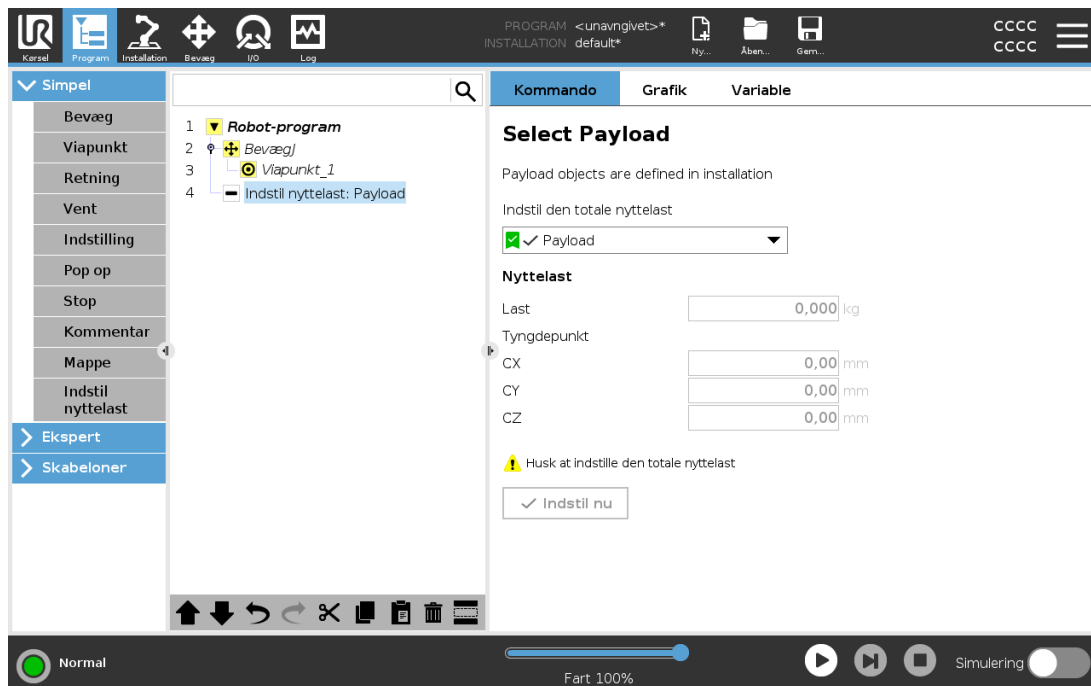 UR
PROGRAM <unavngivet>*
INSTALLATION default*
CCCC
CCCC
Kørsel
Program
Installation
Bevæg
I/O
Log
Ny...
Åben...
Gem...
Simpel
Bevæg
Viapunkt
Retning
Vent
Indstilling
Pop op
Stop
Kommentar
Mappe
Indstil
nyttelast
Ekspert
Skabeloner
1 Robot-program
2 BevægJ
3 Viapunkt_1
4 Indstil nyttelast: Payload
Kommando Grafik Variable
Select Payload
Payload objects are defined in installation
Indstil den totale nyttelast
Payload
Nyttelast
Last 0,000 kg
Tyngdepunkt
CX 0,00 mm
CY 0,00 mm
CZ 0,00 mm
Husk at indstille den totale nyttelast
Indstil nu
Normal
Fart 100%
Simulering